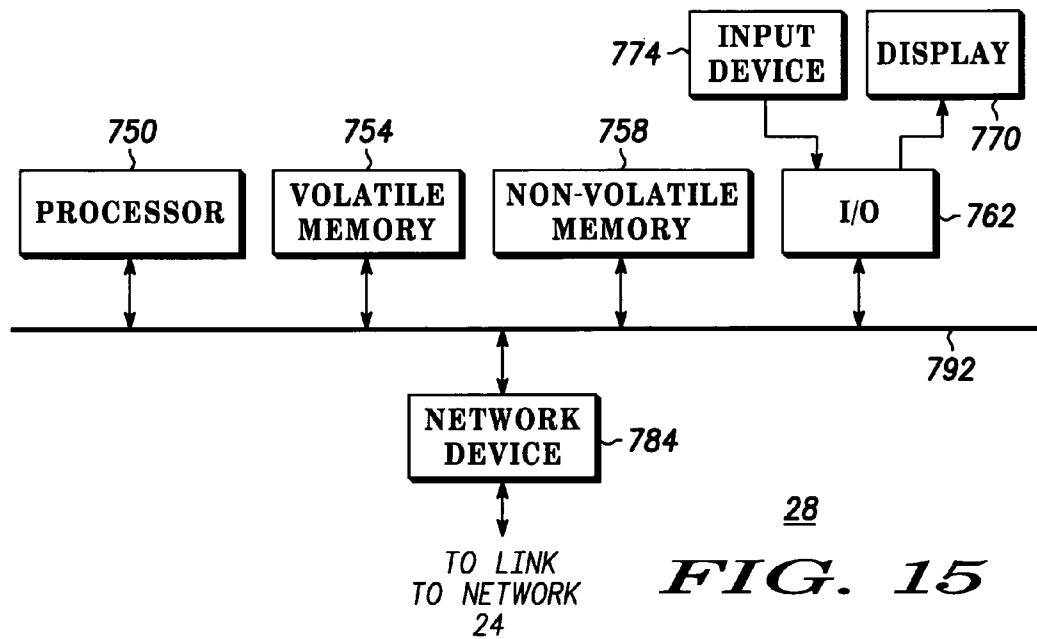 774
INPUT
DEVICE
DISPLAY
770
750
754
758
PROCESSOR
VOLATILE
MEMORY
NON-VOLATILE
MEMORY
I/O
762
792
NETWORK
DEVICE
784
TO LINK
TO NETWORK
24
28
FIG. 15